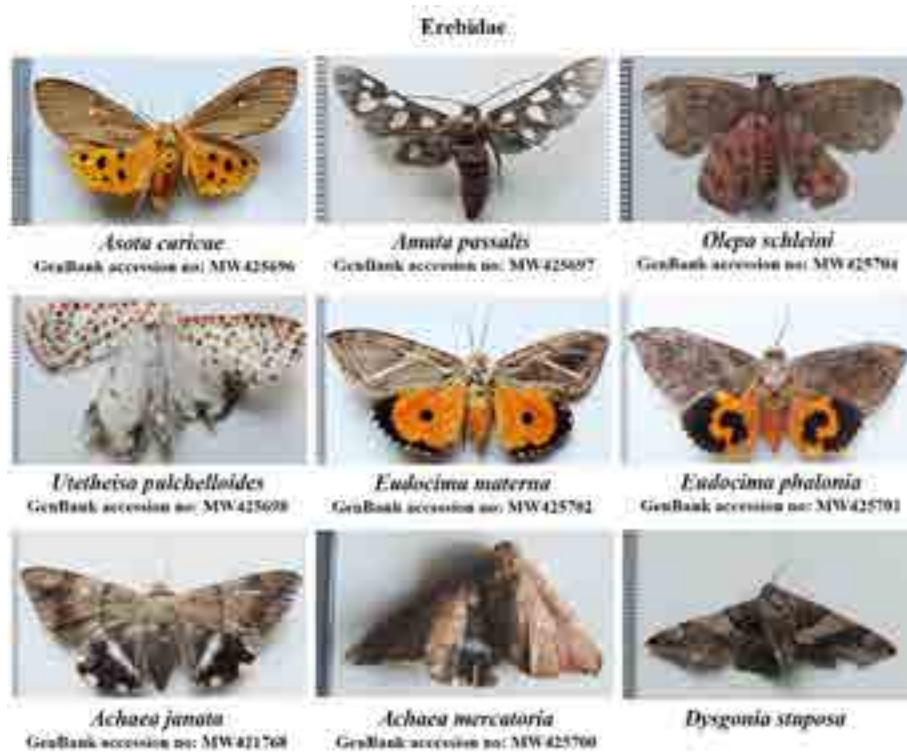 Erebidae
Asota caricae
Amata passalis
Olepa schleini
GenBank accession no: MW425696
GenBank accession no: MW425697
GenBank accession no: MW425704
Utetheisa pulchelloides
Eudocima materna
Eudocima phalonia
GenBank accession no: MW425698
GenBank accession no: MW425702
GenBank accession no: MW425701
Achaea janata
Achaea mercatoria
Dysgonia stuposa
GenBank accession no: MW421768
GenBank accession no: MW425700